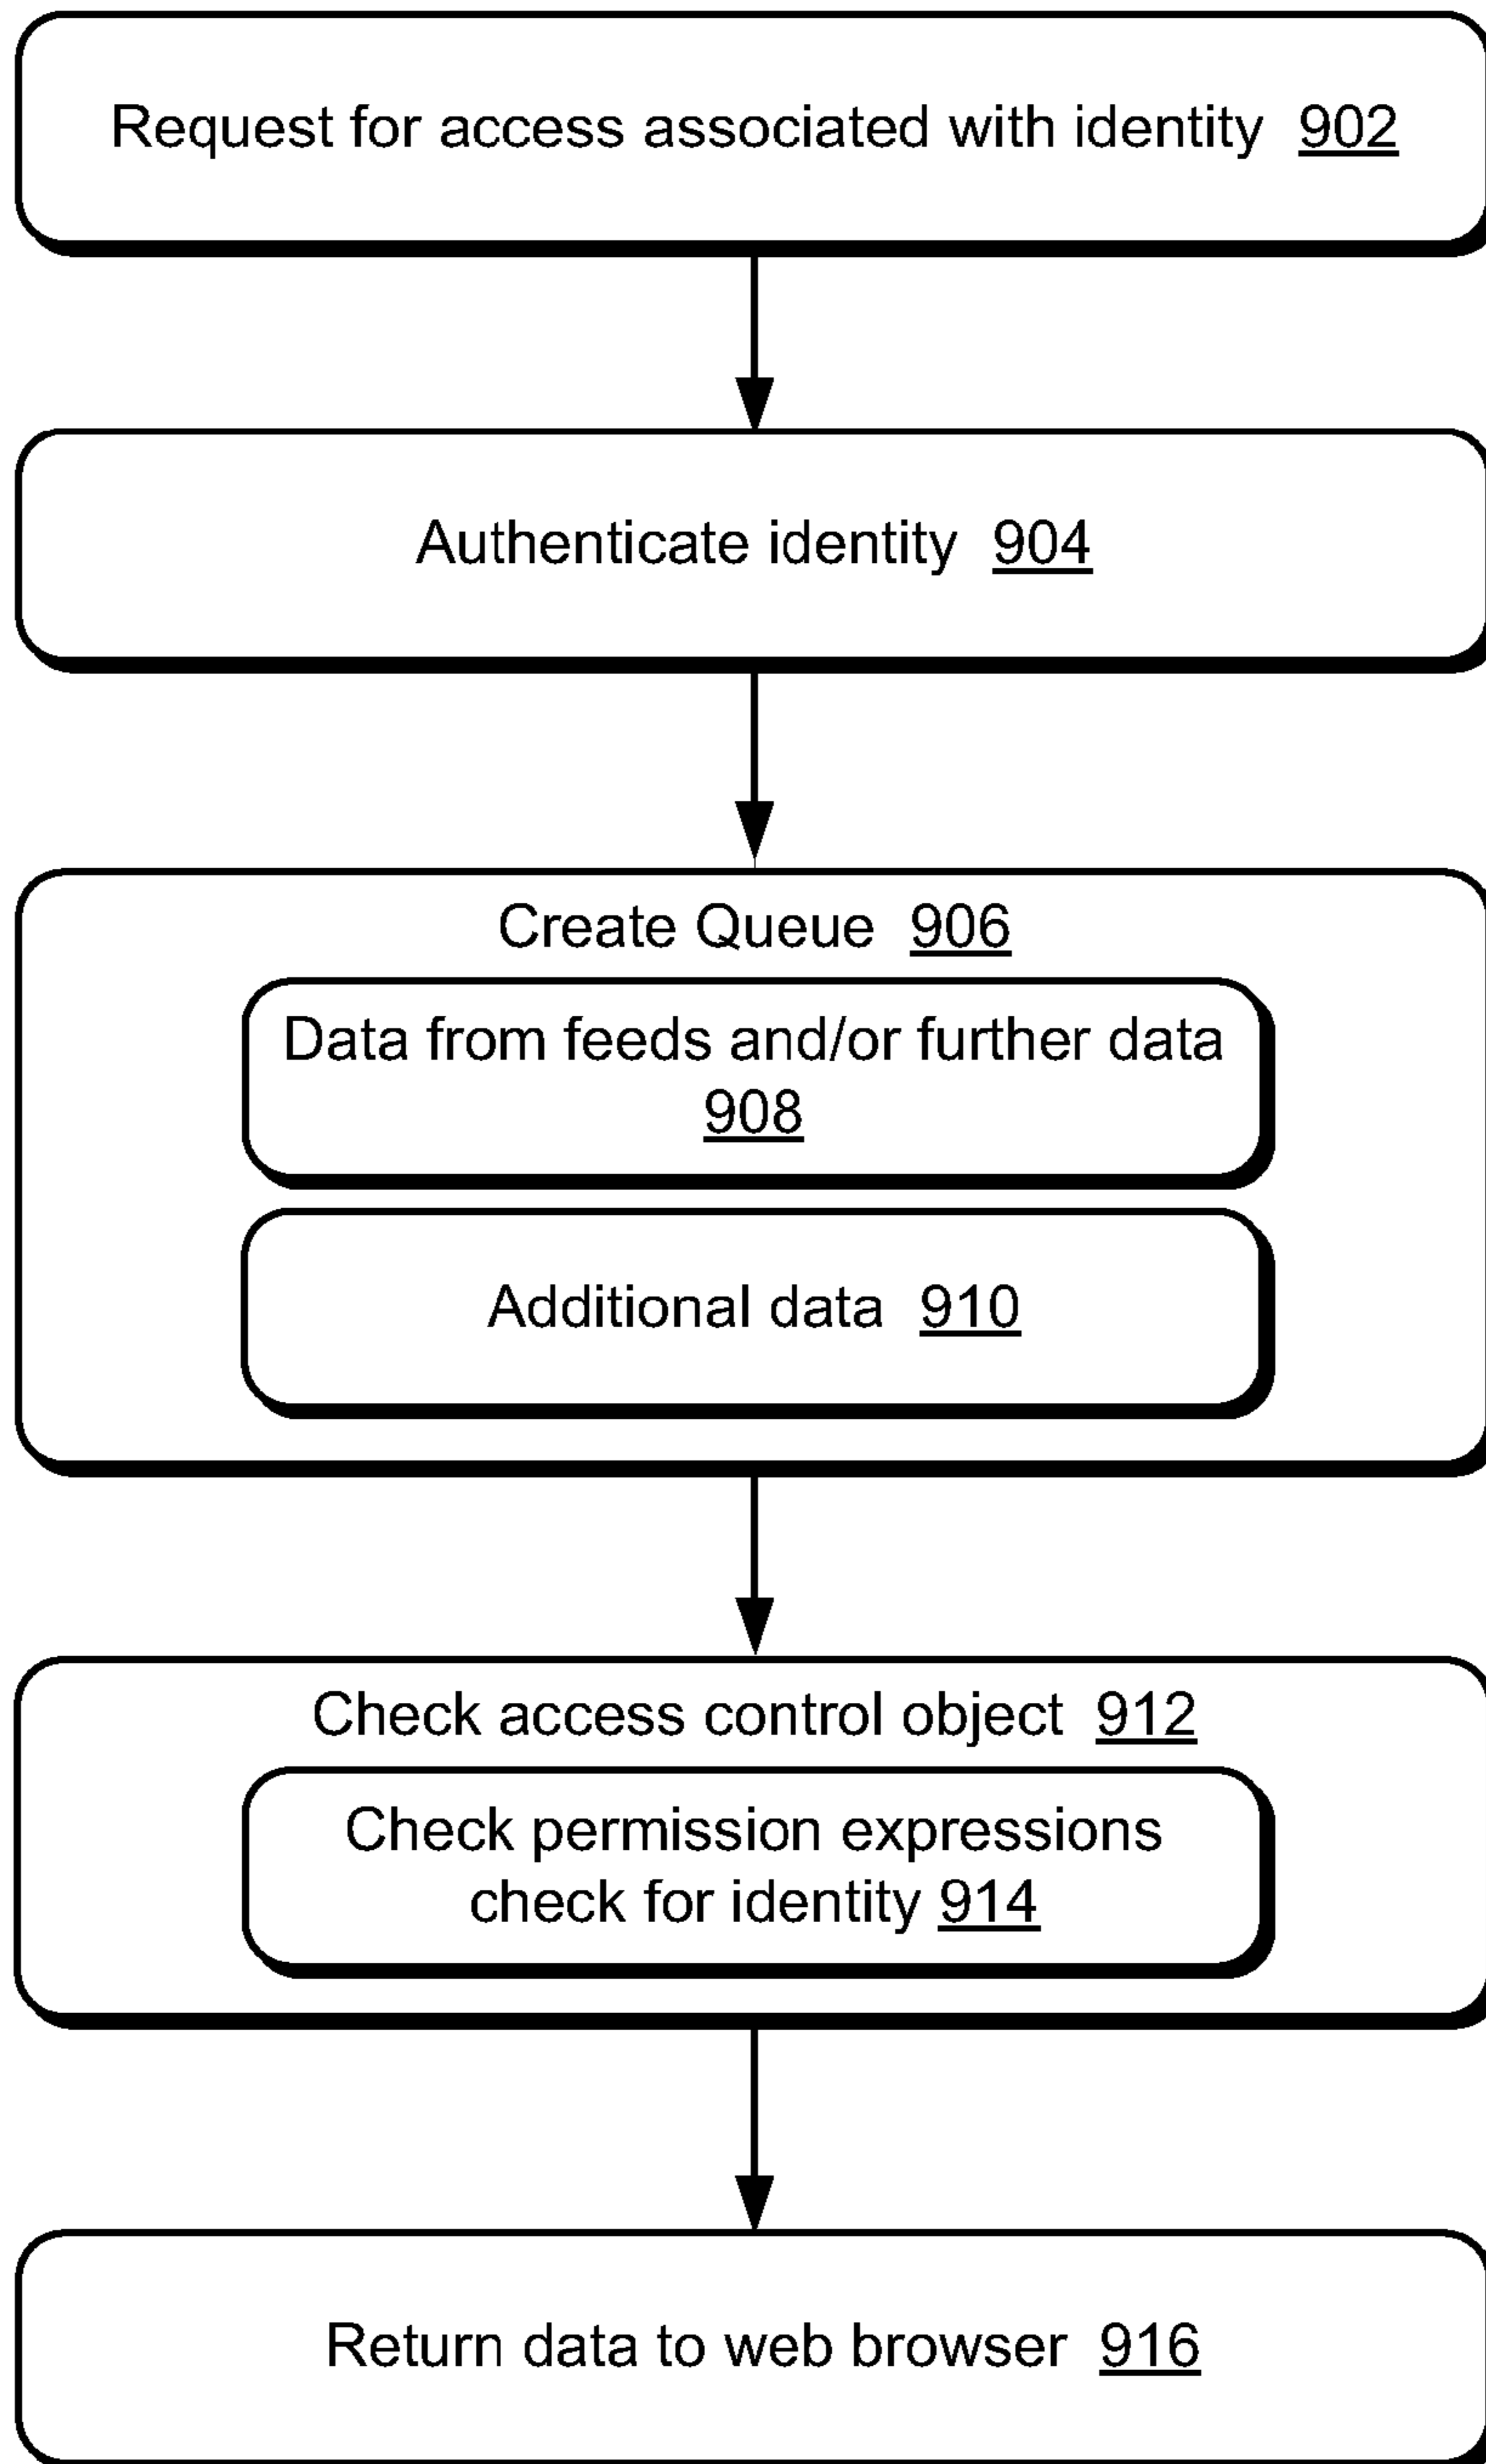 Request for access associated with identity 902
Authenticate identity 904
Create Queue 906
Data from feeds and/or further data
908
Additional data 910
Check access control object 912
Check permission expressions
check for identity 914
Return data to web browser 916